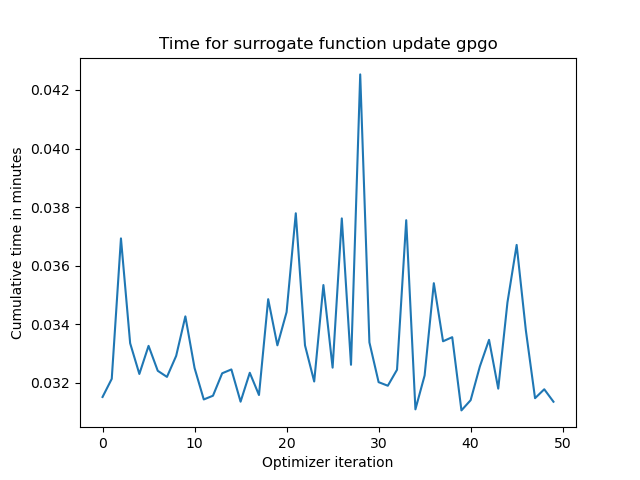 Time for surrogate function update gpgo
Cumulative time in minutes
0.042
0.040
0.038
0.036
0.034
0.032
0 10 20 30 40 50
Optimizer iteration